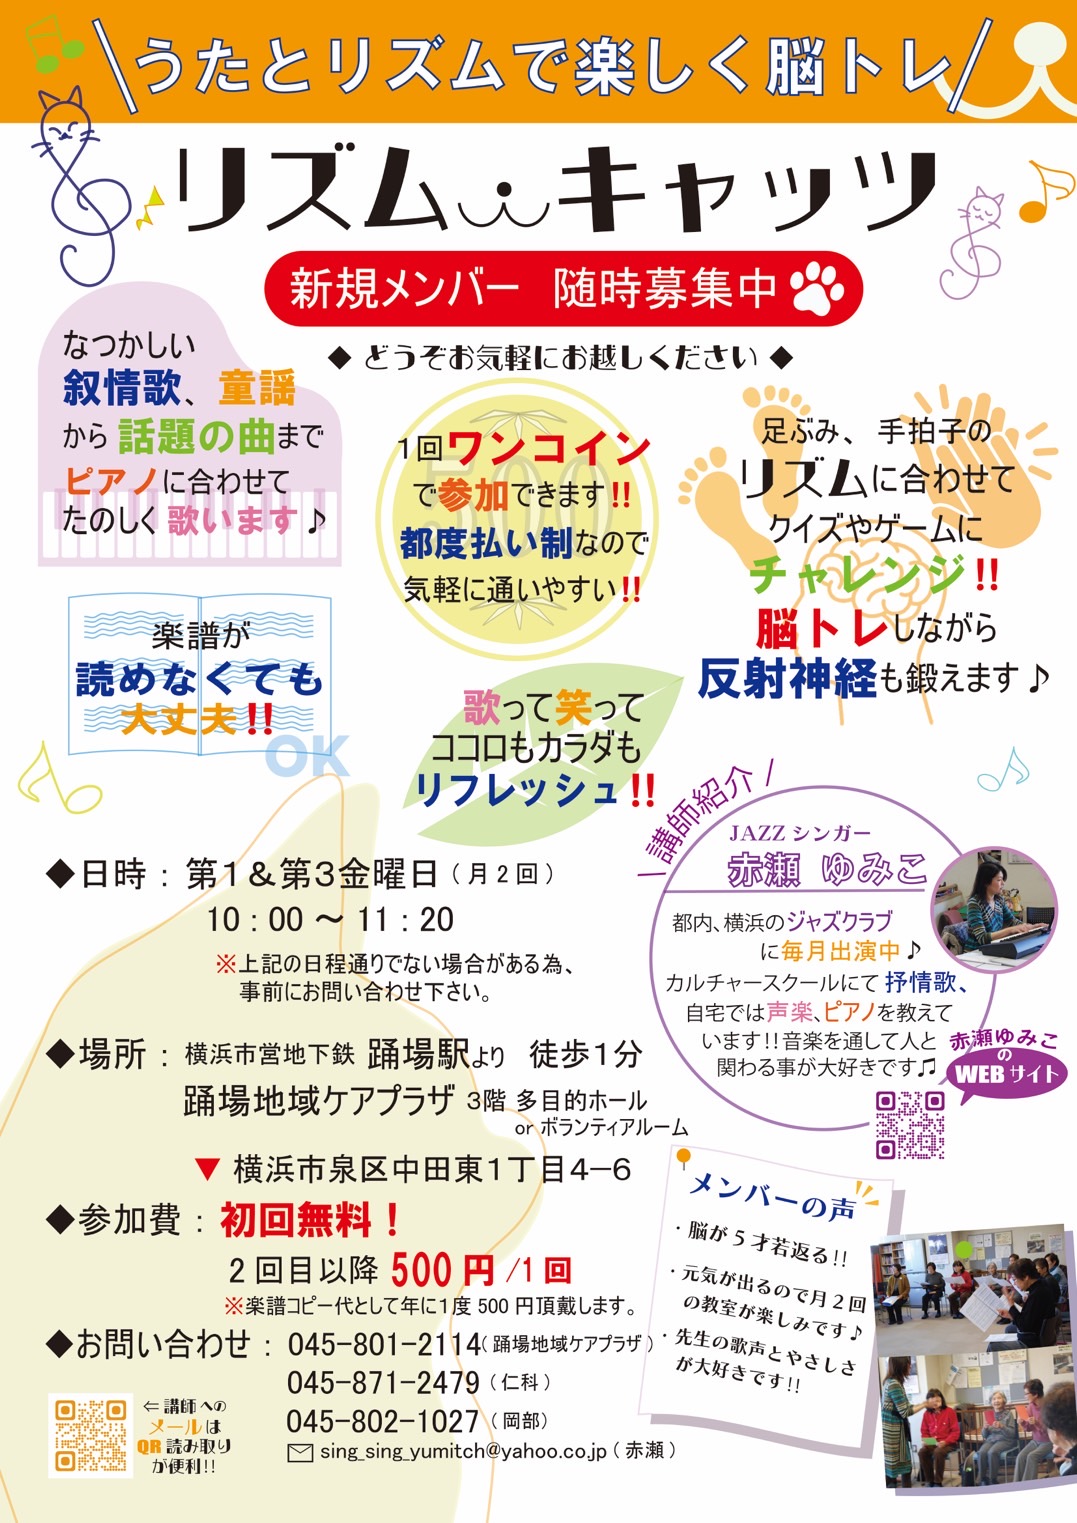 うたとリズムで楽しく脳トレ
リズム キャッツ
新規メンバー 随時募集中
◆ どうぞお気軽にお越しください ◆
なつかしい
叙情歌、童謡
から 話題の曲まで
ピアノに合わせて
たのしく 歌います♪
1回ワンコイン
で参加できます!!
都度払い制なので
気軽に通いやすい!!
500
足ぶみ、手拍子の
リズムに合わせて
クイズやゲームに
チャレンジ!!
脳トレしながら
反射神経も鍛えます♪
楽譜が
読めなくても
大丈夫!!
OK
歌って笑って
ココロもカラダも
リフレッシュ!!
講師紹介
JAZZ シンガー
赤瀬 ゆみこ
都内、横浜のジャズクラブ
に毎月出演中♪
カルチャースクールにて 抒情歌、
自宅では声楽、ピアノを教えて
います!!音楽を通して人と
関わる事が大好きです♫
赤瀬ゆみこ
の
WEB サイト
◆日時：第1＆第3金曜日（月2回）
10：00 ～ 11：20
※上記の日程通りでない場合がある為、
事前にお問い合わせ下さい。
◆場所：横浜市営地下鉄 踊場駅より 徒歩1分
踊場地域ケアプラザ 3階 多目的ホール
or ボランティアルーム
▼ 横浜市泉区中田東1丁目4−6
◆参加費：初回無料！
2回目以降 500円/1回
※楽譜コピー代として年に1度 500 円頂戴します。
◆お問い合わせ：045−801−2114（踊場地域ケアプラザ）
045−871−2479（仁科）
045−802−1027（岡部）
sing_sing_yumitch@yahoo.co.jp（赤瀬）
⇐ 講師への
メールは
QR 読み取り
が便利!!
メンバーの声
・脳が5才若返る!!
・元気が出るので月2回
の教室が楽しみです♪
・先生の歌声とやさしさ
が大好きです!!